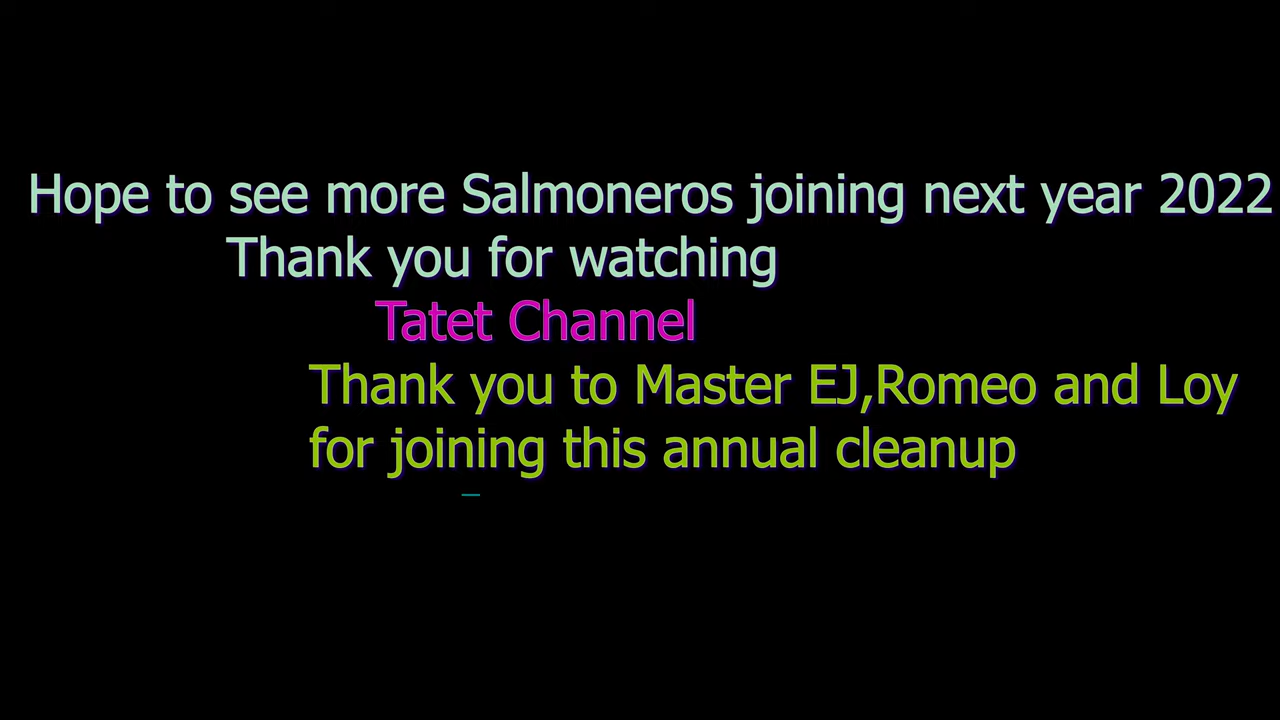 Hope to see more Salmoneros joining next year 2022
Thank you for watching
Tatet Channel
Thank you to Master EJ,Romeo and Loy
for joining this annual cleanup
_